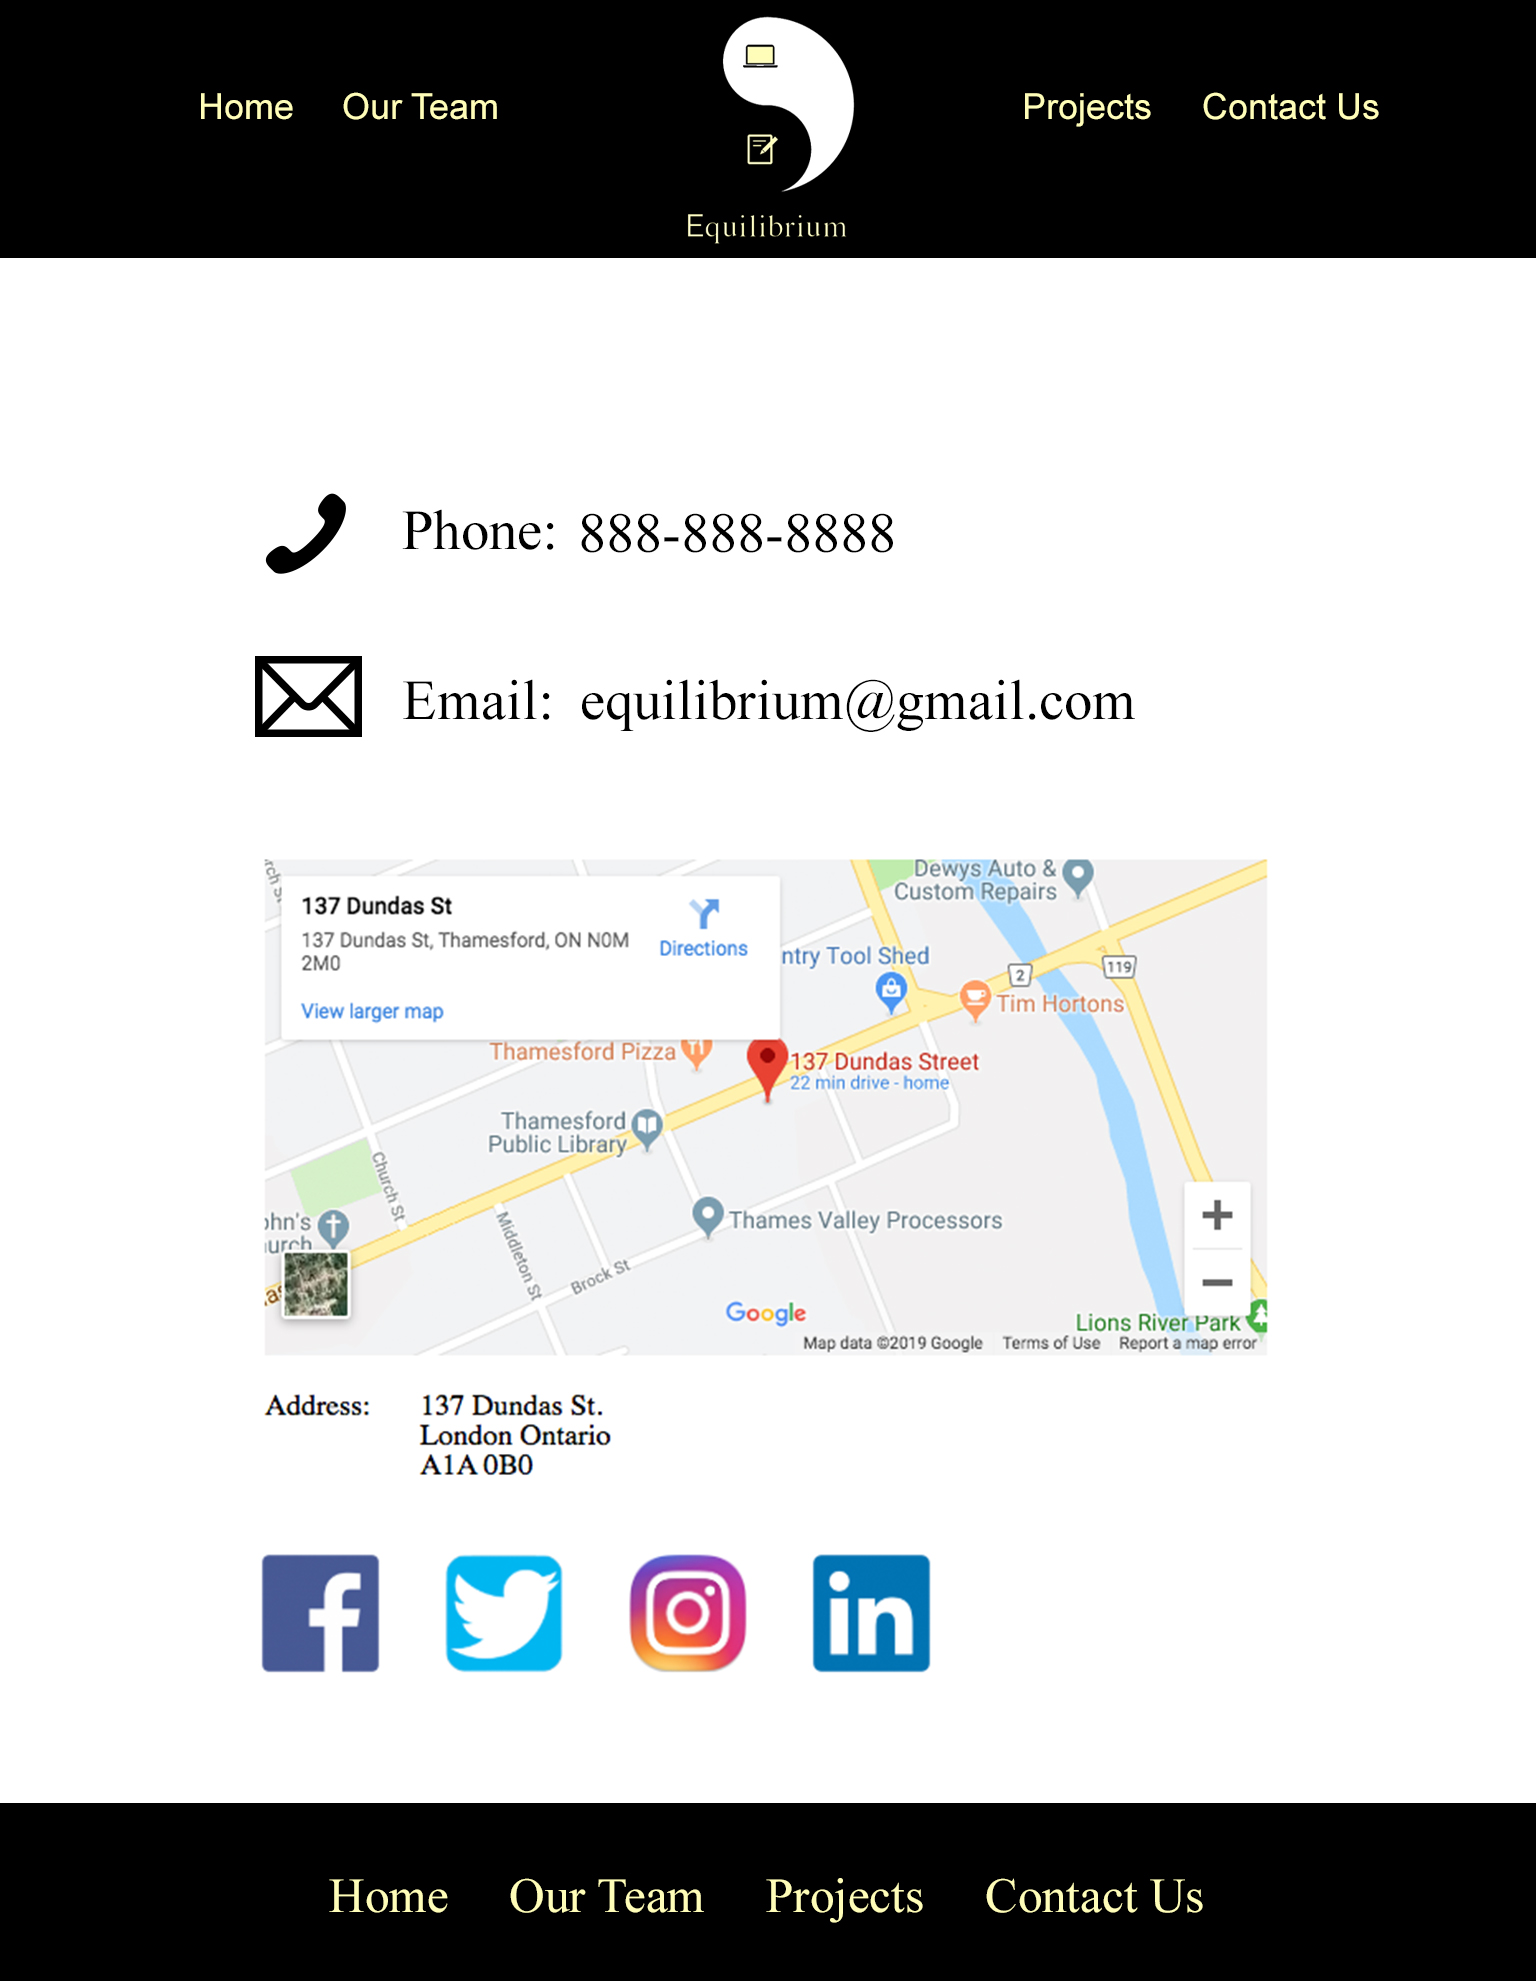 Home Our Team Projects Contact Us
Equilibrium
Phone: 888-888-8888
Email: equilibrium@gmail.com
Dewys Auto &
Custom Repairs
137 Dundas St
137 Dundas St, Thamesford, ON N0M
2M0
Directions
View larger map
ntry Tool Shed
2
119
Tim Hortons
Thamesford Pizza
137 Dundas Street
22 min drive - home
Thamesford
Public Library
Church St
Middleton St
Brock St
Thames Valley Processors
ohn's
urch
Google
Lions River Park
Map data ©2019 Google Terms of Use Report a map error
Address: 137 Dundas St.
London Ontario
A1A 0B0
Home Our Team Projects Contact Us